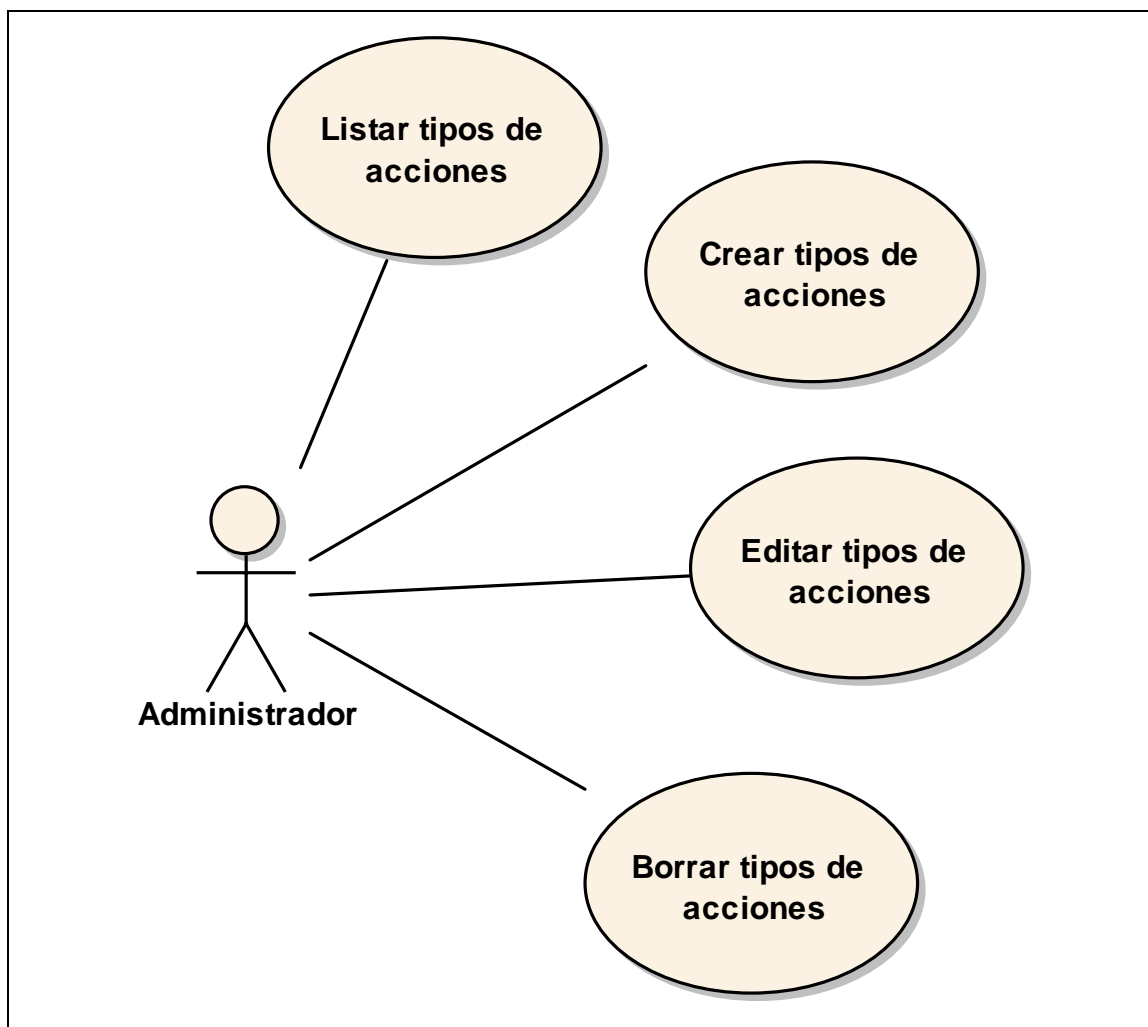 Listar tipos de
acciones
Crear tipos de
acciones
Editar tipos de
acciones
Administrador
Borrar tipos de
acciones